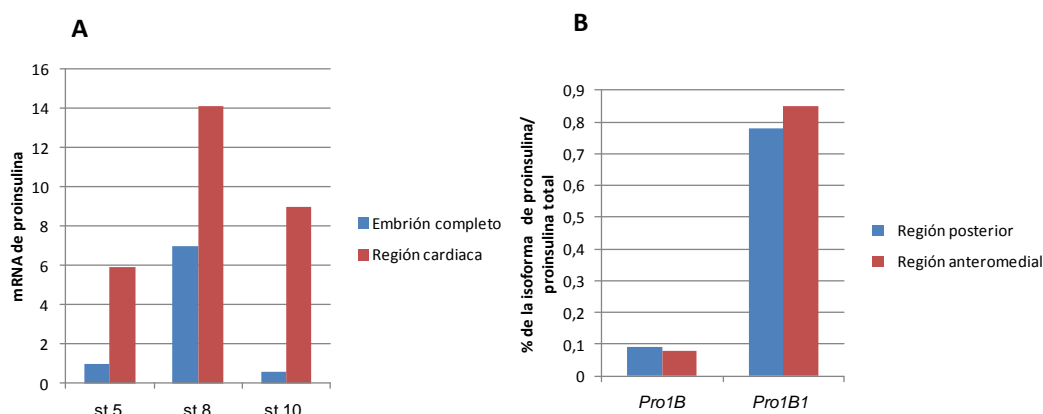 A
mRNA de proinsulina
16
14
12
10
8
6
4
2
0
st 5
st 8
st 10
Embrión completo
Región cardiaca
B
% de la isoforma de proinsulina/
proinsulina total
0,9
0,8
0,7
0,6
0,5
0,4
0,3
0,2
0,1
0
Pro1B
Pro1B1
Región posterior
Región anteromedial